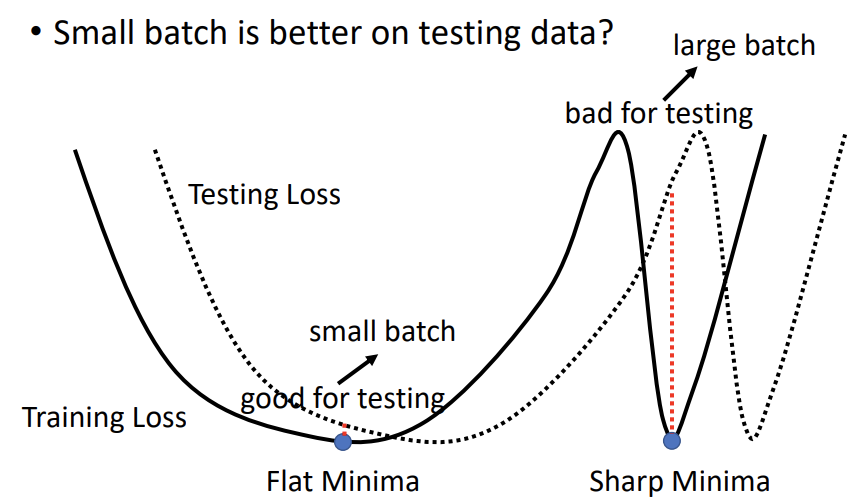 • Small batch is better on testing data?
large batch
bad for testing
Testing Loss
small batch
good for testing
Training Loss
Flat Minima
Sharp Minima